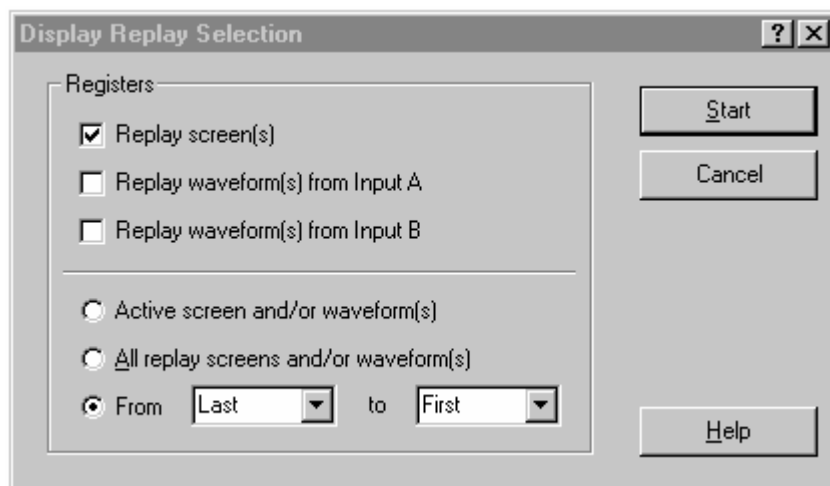 Display Replay Selection
Registers
Replay screen(s)
Replay waveform(s) from Input A
Replay waveform(s) from Input B
Active screen and/or waveform(s)
All replay screens and/or waveform(s)
From Last to First
Start
Cancel
Help